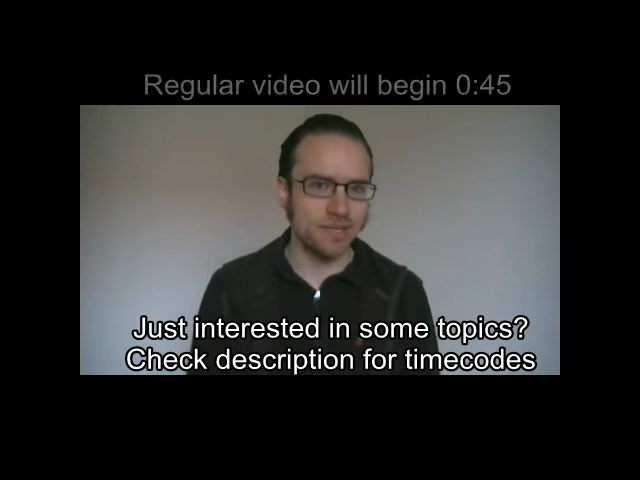 Regular video will begin 0:45
Just interested in some topics?
Check description for timecodes